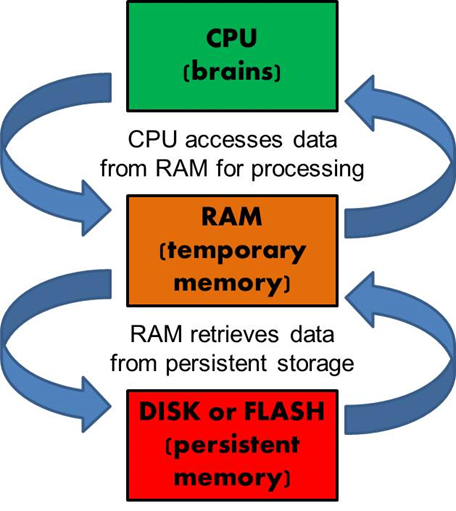 CPU
(brains)
CPU accesses data
from RAM for processing
RAM
(temporary
memory)
RAM retrieves data
from persistent storage
DISK or FLASH
(persistent
memory)